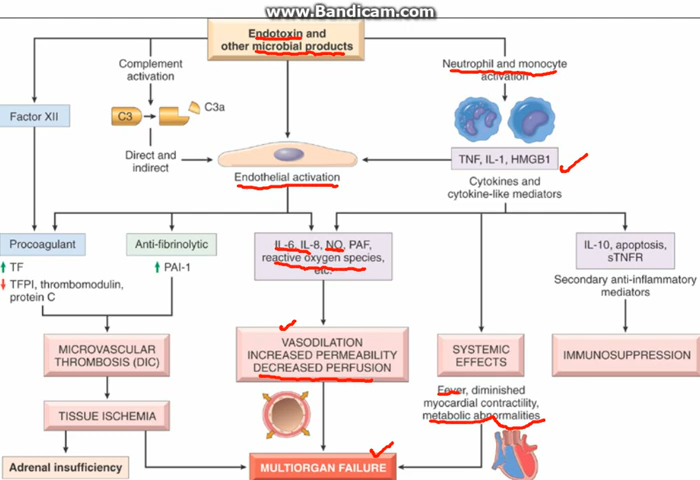 www.Bandicam.com
Endotoxin and
other microbial products
Complement
activation
Neutrophil and monocyte
activation
Factor XII
C3
C3a
Direct and
indirect
TNF, IL-1, HMGB1
Endothelial activation
Cytokines and
cytokine-like mediators
Procoagulant
Anti-fibrinolytic
IL-6, IL-8, NO, PAF,
reactive oxygen species,
etc.
IL-10, apoptosis,
sTNFR
TF
TFPI, thrombomodulin,
protein C
PAI-1
Secondary anti-inflammatory
mediators
MICROVASCULAR
THROMBOSIS (DIC)
VASODILATION
INCREASED PERMEABILITY
DECREASED PERFUSION
SYSTEMIC
EFFECTS
IMMUNOSUPPRESSION
Fever, diminished
myocardial contractility,
metabolic abnormalities
TISSUE ISCHEMIA
Adrenal insufficiency
MULTIORGAN FAILURE